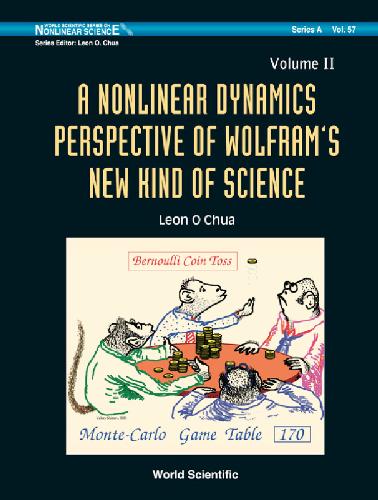 WORLD SCIENTIFIC SERIES ON
NONLINEAR SCIENCE
Series A Vol. 57
Series Editor: Leon O. Chua
Volume II
A NONLINEAR DYNAMICS
PERSPECTIVE OF WOLFRAM'S
NEW KIND OF SCIENCE
Leon O Chua
Bernoulli Coin Toss
Monte-Carlo Game Table 170
World Scientific